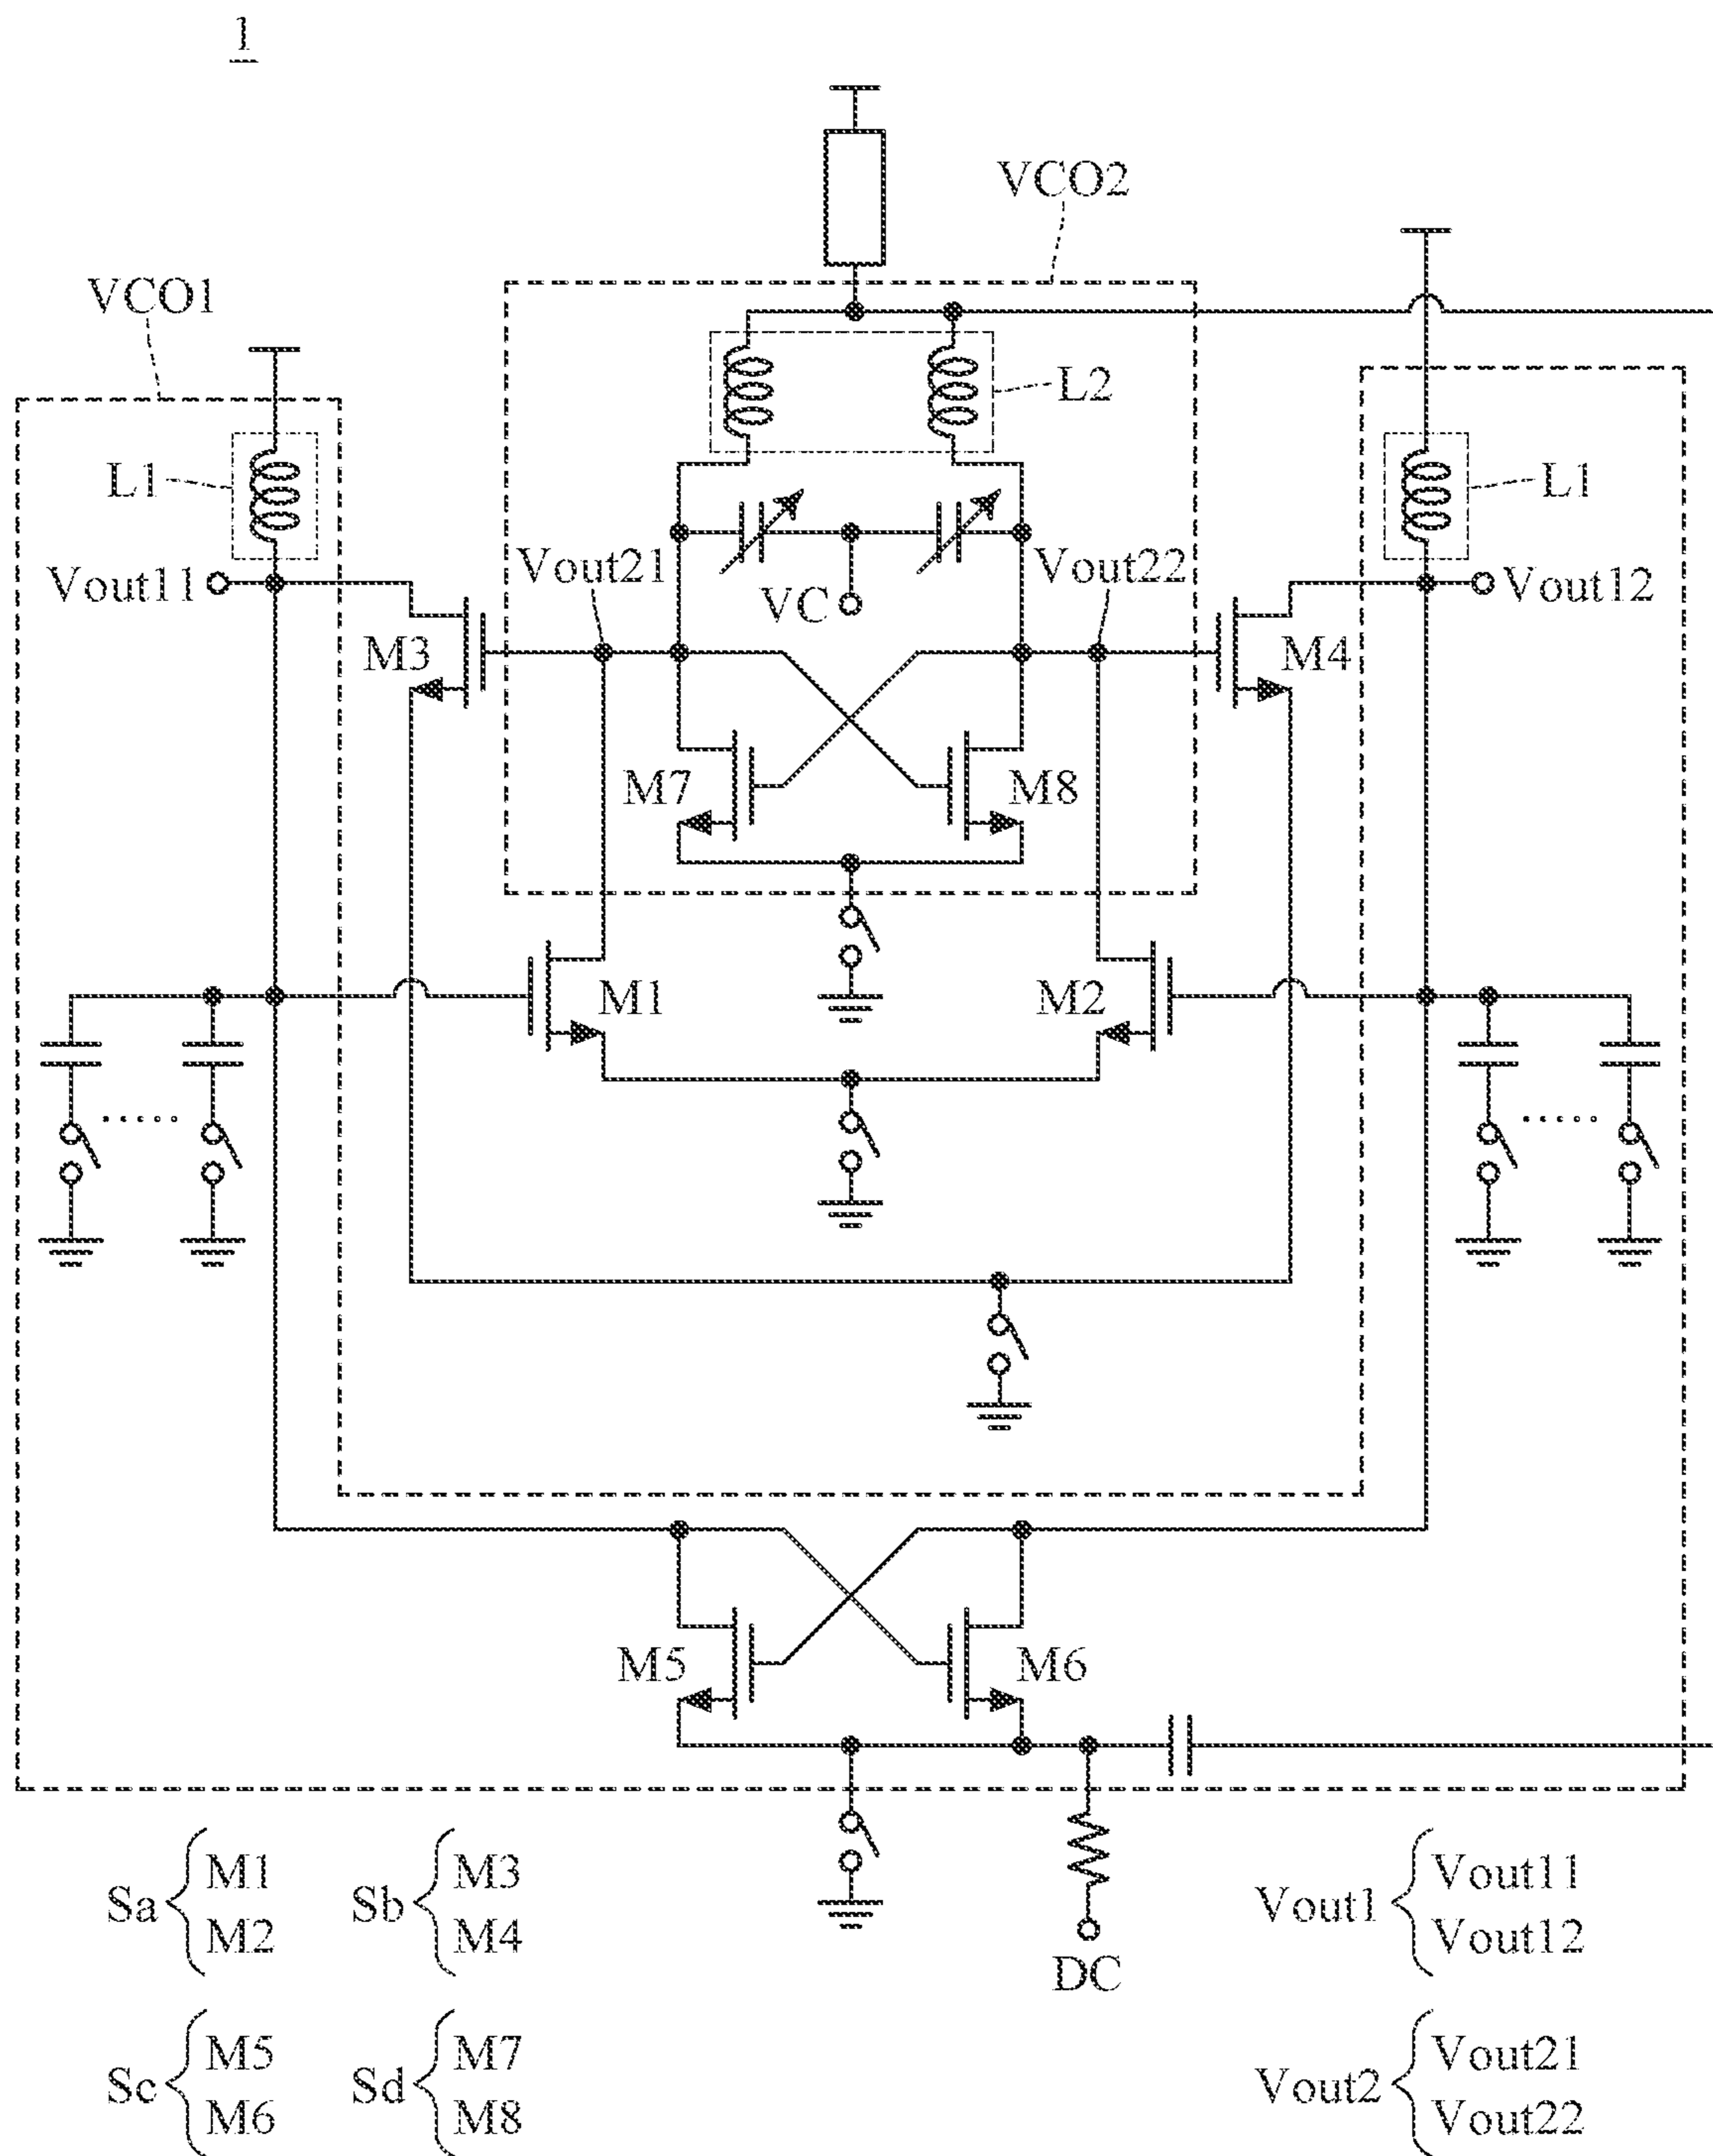 1
VCO2
VCO1
L2
L1
L1
Vout21
Vout22
Vout11
VC
Vout12
M3
M4
M7
M8
M1
M2
M5
M6
Sa { M1 M2
Sb { M3 M4
Vout1 { Vout11 Vout12
DC
Sc { M5 M6
Sd { M7 M8
Vout2 { Vout21 Vout22